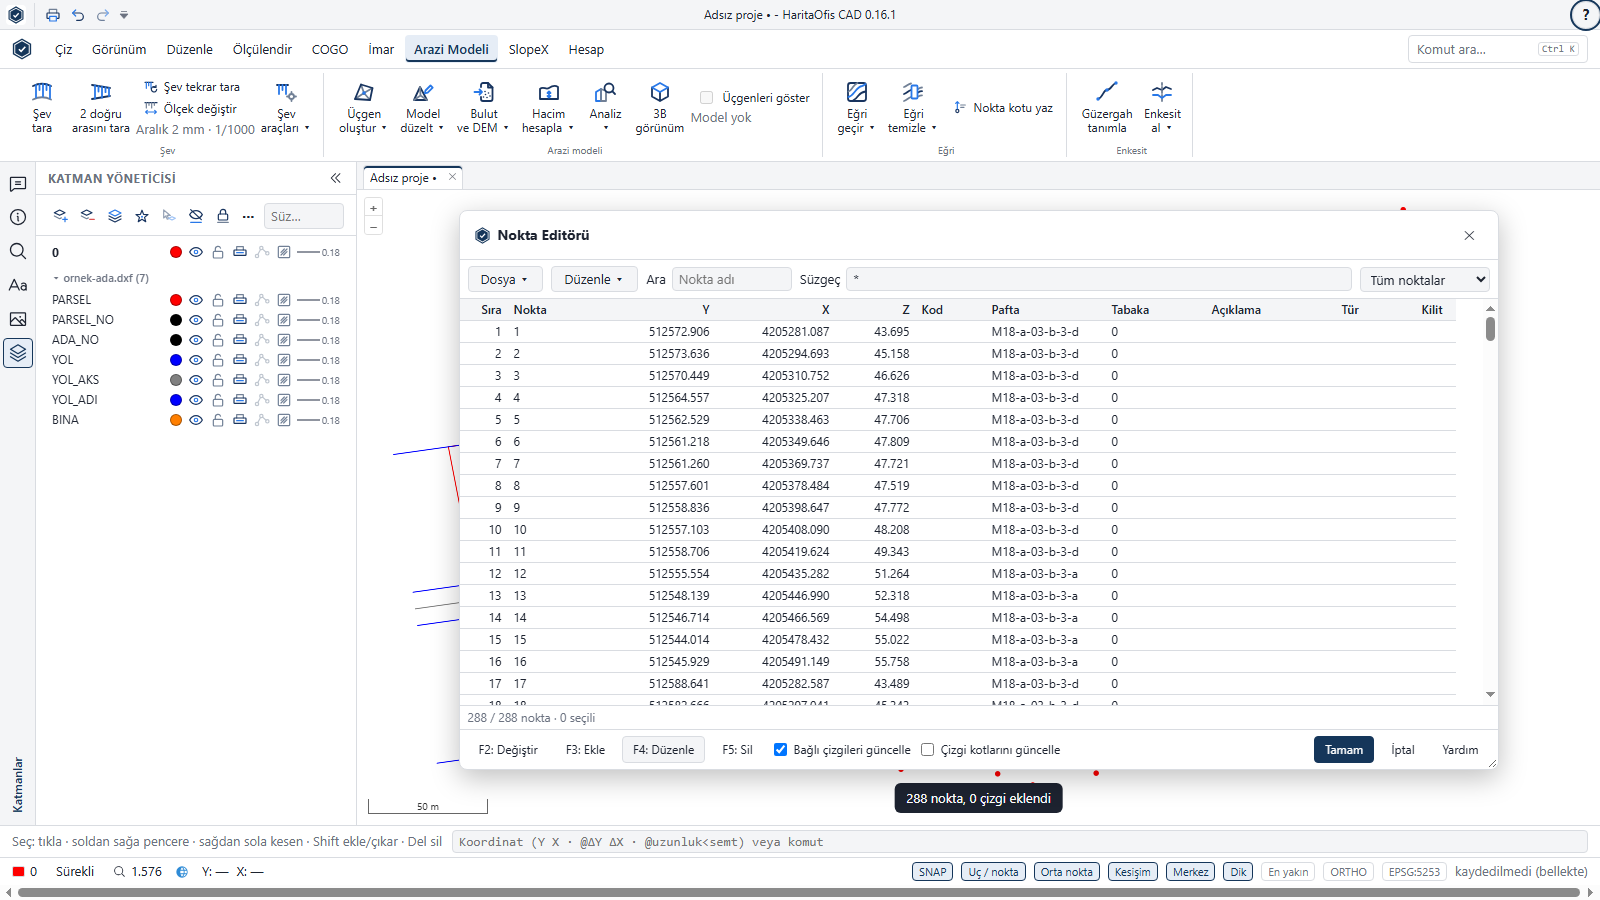 Adsız proje • - HaritaOfis CAD 0.16.1
?
Çiz Görünüm Düzenle Ölçülendir COGO İmar Arazi Modeli SlopeX Hesap
Komut ara... Ctrl K
Şev tara
2 doğru arasını tara
Şev tekrar tara
Ölçek değiştir
Aralık 2 mm · 1/1000
Şev araçları
Şev
Üçgen oluştur
Model düzelt
Bulut ve DEM
Hacim hesapla
Analiz
3B görünüm
Üçgenleri göster
Model yok
Arazi modeli
Eğri geçir
Eğri temizle
Nokta kotu yaz
Eğri
Güzergah tanımla
Enkesit al
Enkesit
KATMAN YÖNETİCİSİ
Süz...
0 0.18
ornek-ada.dxf (7)
PARSEL 0.18
PARSEL_NO 0.18
ADA_NO 0.18
YOL 0.18
YOL_AKS 0.18
YOL_ADI 0.18
BINA 0.18
Aa
Katmanlar
Adsız proje •
+
−
50 m
Nokta Editörü
Dosya Düzenle Ara Nokta adı Süzgeç * Tüm noktalar
Sıra Nokta Y X Z Kod Pafta Tabaka Açıklama Tür Kilit
1 1 512572.906 4205281.087 43.695 M18-a-03-b-3-d 0
2 2 512573.636 4205294.693 45.158 M18-a-03-b-3-d 0
3 3 512570.449 4205310.752 46.626 M18-a-03-b-3-d 0
4 4 512564.557 4205325.207 47.318 M18-a-03-b-3-d 0
5 5 512562.529 4205338.463 47.706 M18-a-03-b-3-d 0
6 6 512561.218 4205349.646 47.809 M18-a-03-b-3-d 0
7 7 512561.260 4205369.737 47.721 M18-a-03-b-3-d 0
8 8 512557.601 4205378.484 47.519 M18-a-03-b-3-d 0
9 9 512558.836 4205398.647 47.772 M18-a-03-b-3-d 0
10 10 512557.103 4205408.090 48.208 M18-a-03-b-3-d 0
11 11 512558.706 4205419.624 49.343 M18-a-03-b-3-d 0
12 12 512555.554 4205435.282 51.264 M18-a-03-b-3-a 0
13 13 512548.139 4205446.990 52.318 M18-a-03-b-3-a 0
14 14 512546.714 4205466.569 54.498 M18-a-03-b-3-a 0
15 15 512544.014 4205478.432 55.022 M18-a-03-b-3-a 0
16 16 512545.929 4205491.149 55.758 M18-a-03-b-3-a 0
17 17 512588.641 4205282.587 43.489 M18-a-03-b-3-d 0
288 / 288 nokta · 0 seçili
F2: Değiştir F3: Ekle F4: Düzenle F5: Sil Bağlı çizgileri güncelle Çizgi kotlarını güncelle Tamam İptal Yardım
288 nokta, 0 çizgi eklendi
Seç: tıkla · soldan sağa pencere · sağdan sola kesen · Shift ekle/çıkar · Del sil
Koordinat (Y X · @ΔY ΔX · @uzunluk<semt) veya komut
0 Sürekli 1.576 Y: — X: —
SNAP Uç / nokta Orta nokta Kesişim Merkez Dik En yakın ORTHO EPSG:5253 kaydedilmedi (bellekte)